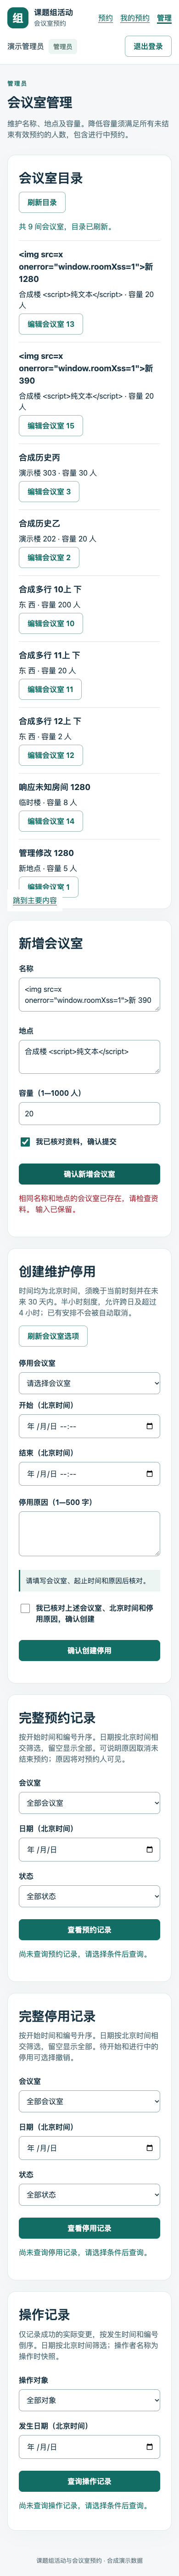 组
课题组活动
会议室预约
预约
我的预约
管理
演示管理员
管理员
退出登录
管理员
会议室管理
维护名称、地点及容量。降低容量须满足所有未结
束有效预约的人数，包含进行中预约。
会议室目录
刷新目录
共 9 间会议室，目录已刷新。
<img src=x
onerror="window.roomXss=1">新
1280
合成楼 <script>纯文本</script> · 容量 20
人
编辑会议室 13
<img src=x
onerror="window.roomXss=1">新
390
合成楼 <script>纯文本</script> · 容量 20
人
编辑会议室 15
合成历史丙
演示楼 303 · 容量 30 人
编辑会议室 3
合成历史乙
演示楼 202 · 容量 20 人
编辑会议室 2
合成多行 10上 下
东 西 · 容量 200 人
编辑会议室 10
合成多行 11上 下
东 西 · 容量 20 人
编辑会议室 11
合成多行 12上 下
东 西 · 容量 2 人
编辑会议室 12
响应未知房间 1280
临时楼 · 容量 8 人
编辑会议室 14
管理修改 1280
新地点 · 容量 5 人
编辑会议室 1
跳到主要内容
新增会议室
名称
<img src=x
onerror="window.roomXss=1">新 390
地点
合成楼 <script>纯文本</script>
容量（1—1000 人）
20
我已核对资料，确认提交
确认新增会议室
相同名称和地点的会议室已存在，请检查资
料。 输入已保留。
创建维护停用
时间均为北京时间，须晚于当前时刻并在未
来 30 天内。半小时刻度，允许跨日及超过
4 小时；已有安排不会被自动取消。
刷新会议室选项
停用会议室
请选择会议室
开始（北京时间）
年 /月/日 --:--
结束（北京时间）
年 /月/日 --:--
停用原因（1—500 字）
请填写会议室、起止时间和原因后核对。
我已核对上述会议室、北京时间和停
用原因，确认创建
确认创建停用
完整预约记录
按开始时间和编号升序。日期按北京时间相
交筛选，留空显示全部。可说明原因取消未
结束预约；原因将对预约人可见。
会议室
全部会议室
日期（北京时间）
年 /月/日
状态
全部状态
查看预约记录
尚未查询预约记录，请选择条件后查询。
完整停用记录
按开始时间和编号升序。日期按北京时间相
交筛选，留空显示全部。待开始和进行中的
停用可选择撤销。
会议室
全部会议室
日期（北京时间）
年 /月/日
状态
全部状态
查看停用记录
尚未查询停用记录，请选择条件后查询。
操作记录
仅记录成功的实际变更，按发生时间和编号
倒序。日期按北京时间筛选；操作者名称为
操作时快照。
操作对象
全部对象
发生日期（北京时间）
年 /月/日
查询操作记录
尚未查询操作记录，请选择条件后查询。
课题组活动与会议室预约 · 合成演示数据